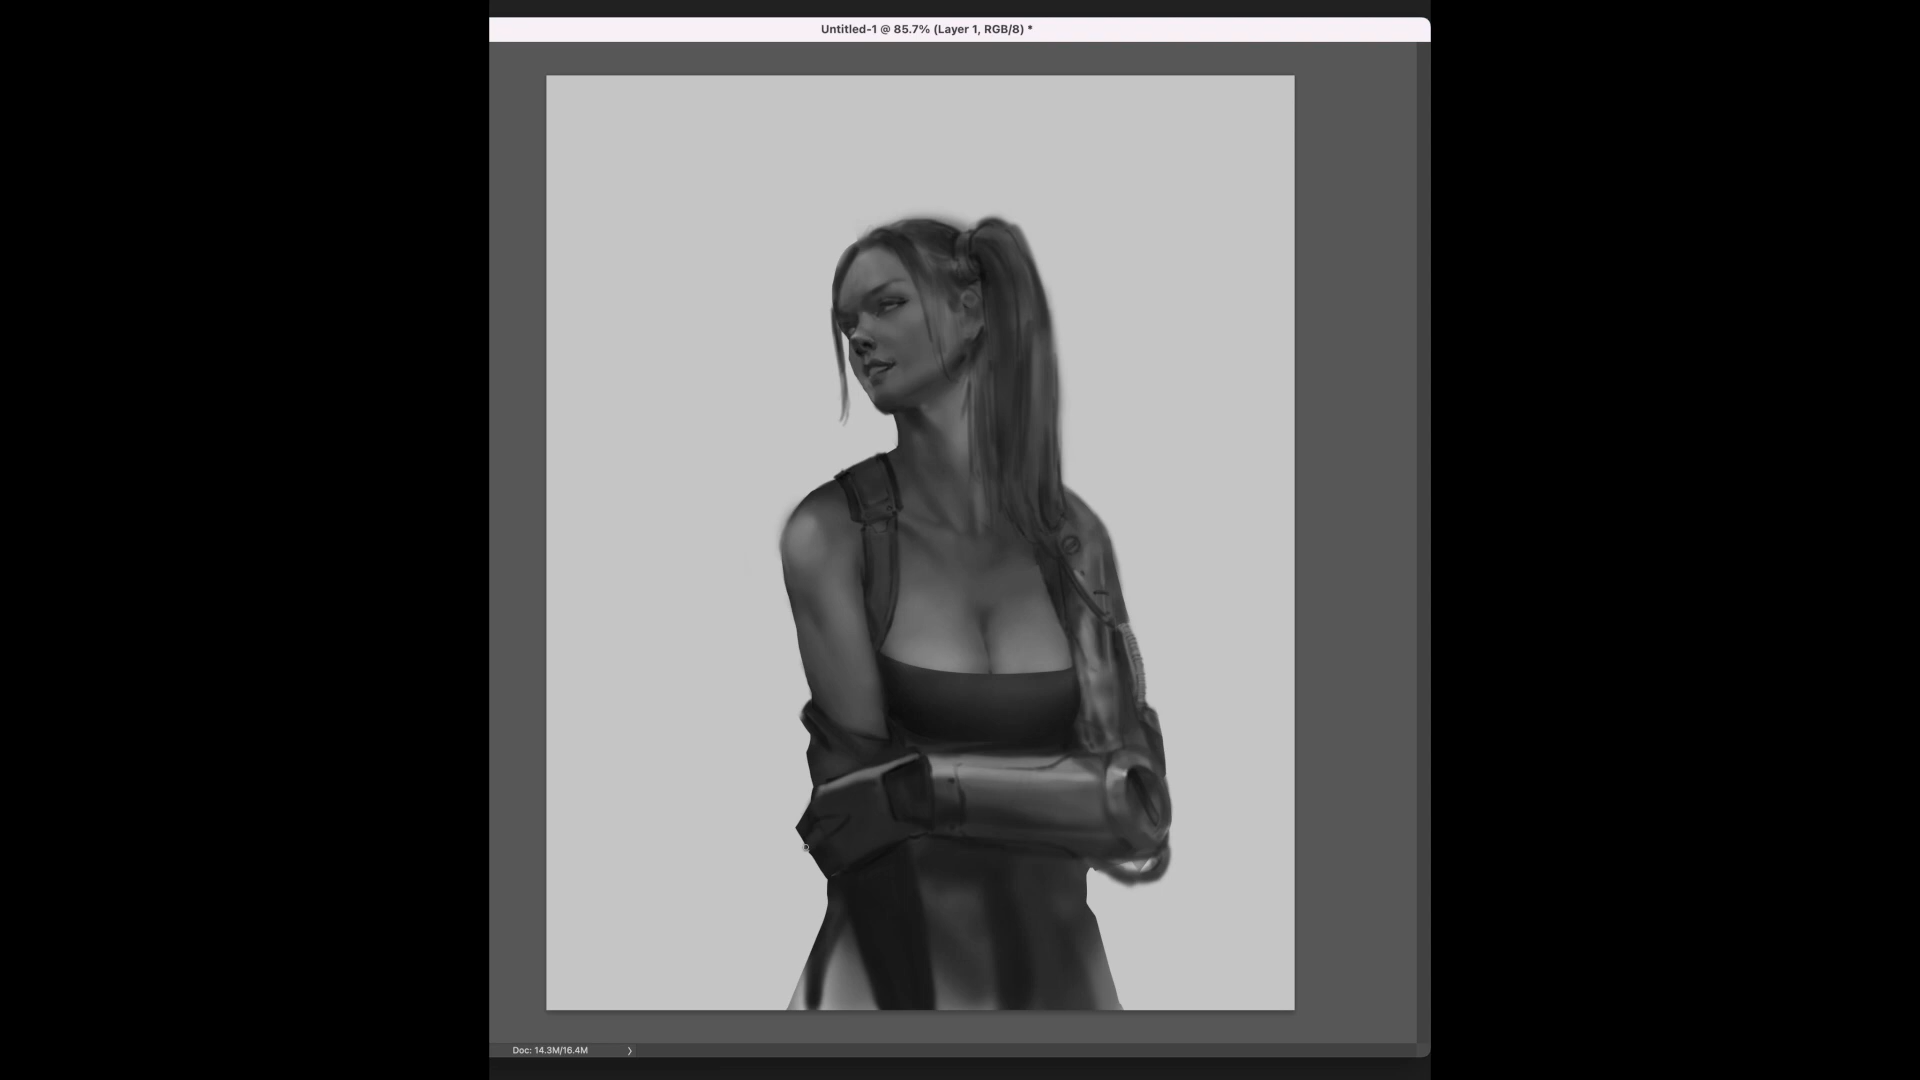 Untitled-1 @ 85.7% (Layer 1, RGB/8) *
Doc: 14.3M/16.4M